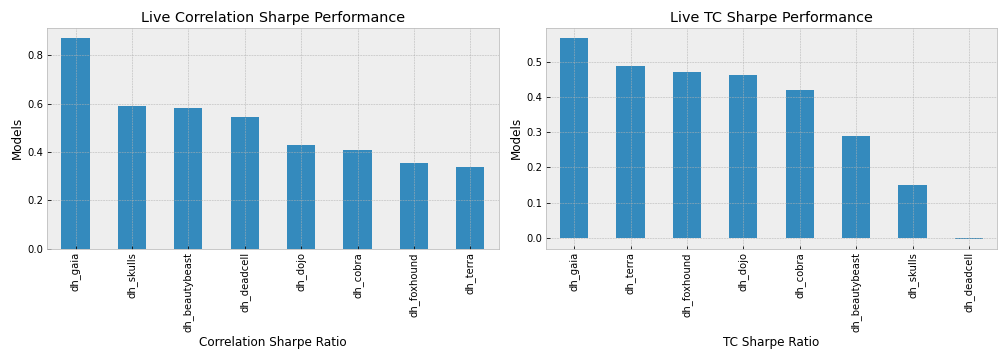 Live Correlation Sharpe Performance
Models
0.8
0.6
0.4
0.2
0.0
dh_gaia
dh_skulls
dh_beautybeast
dh_deadcell
dh_dojo
dh_cobra
dh_foxhound
dh_terra
Correlation Sharpe Ratio
Live TC Sharpe Performance
Models
0.5
0.4
0.3
0.2
0.1
0.0
dh_gaia
dh_terra
dh_foxhound
dh_dojo
dh_cobra
dh_beautybeast
dh_skulls
dh_deadcell
TC Sharpe Ratio